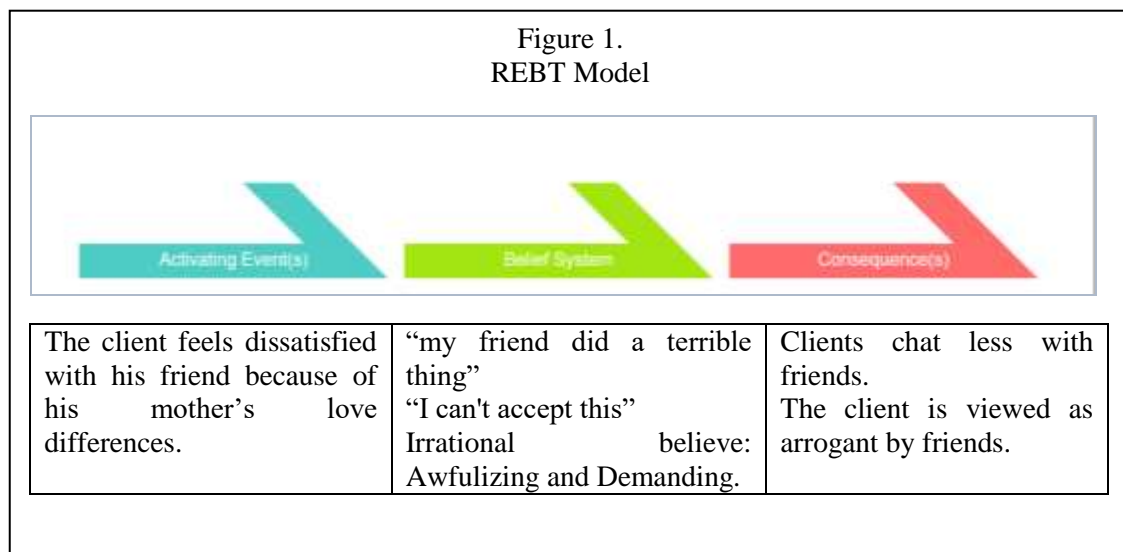 Figure 1.
REBT Model
Activating Event(s)
Belief System
Consequence(s)
The client feels dissatisfied
with his friend because of
his mother’s love
differences.
“my friend did a terrible
thing”
“I can't accept this”
Irrational believe:
Awfulizing and Demanding.
Clients chat less with
friends.
The client is viewed as
arrogant by friends.